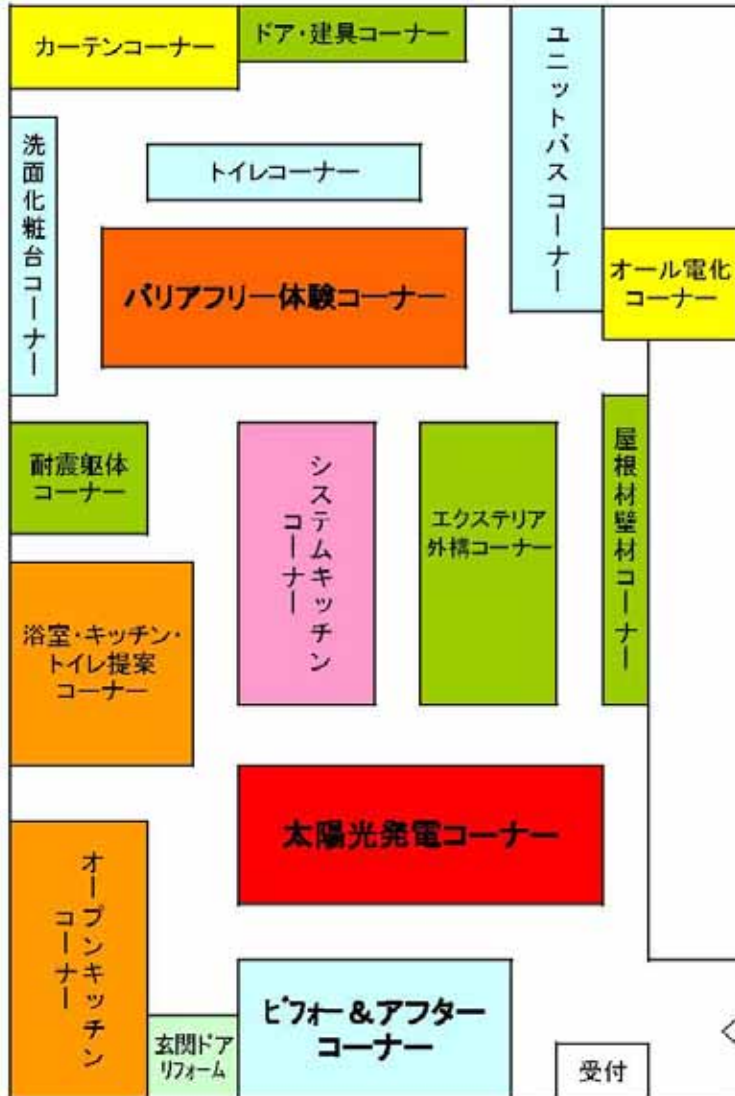 カーテンコーナー
ドア・建具コーナー
ユニットバスコーナー
洗面化粧台コーナー
トイレコーナー
バリアフリー体験コーナー
オール電化
コーナー
耐震躯体
コーナー
システムキッチン
コーナー
エクステリア
外構コーナー
屋根材壁材コーナー
浴室・キッチン・
トイレ提案
コーナー
太陽光発電コーナー
オープンキッチン
コーナー
玄関ドア
リフォーム
ビフォー&アフター
コーナー
受付